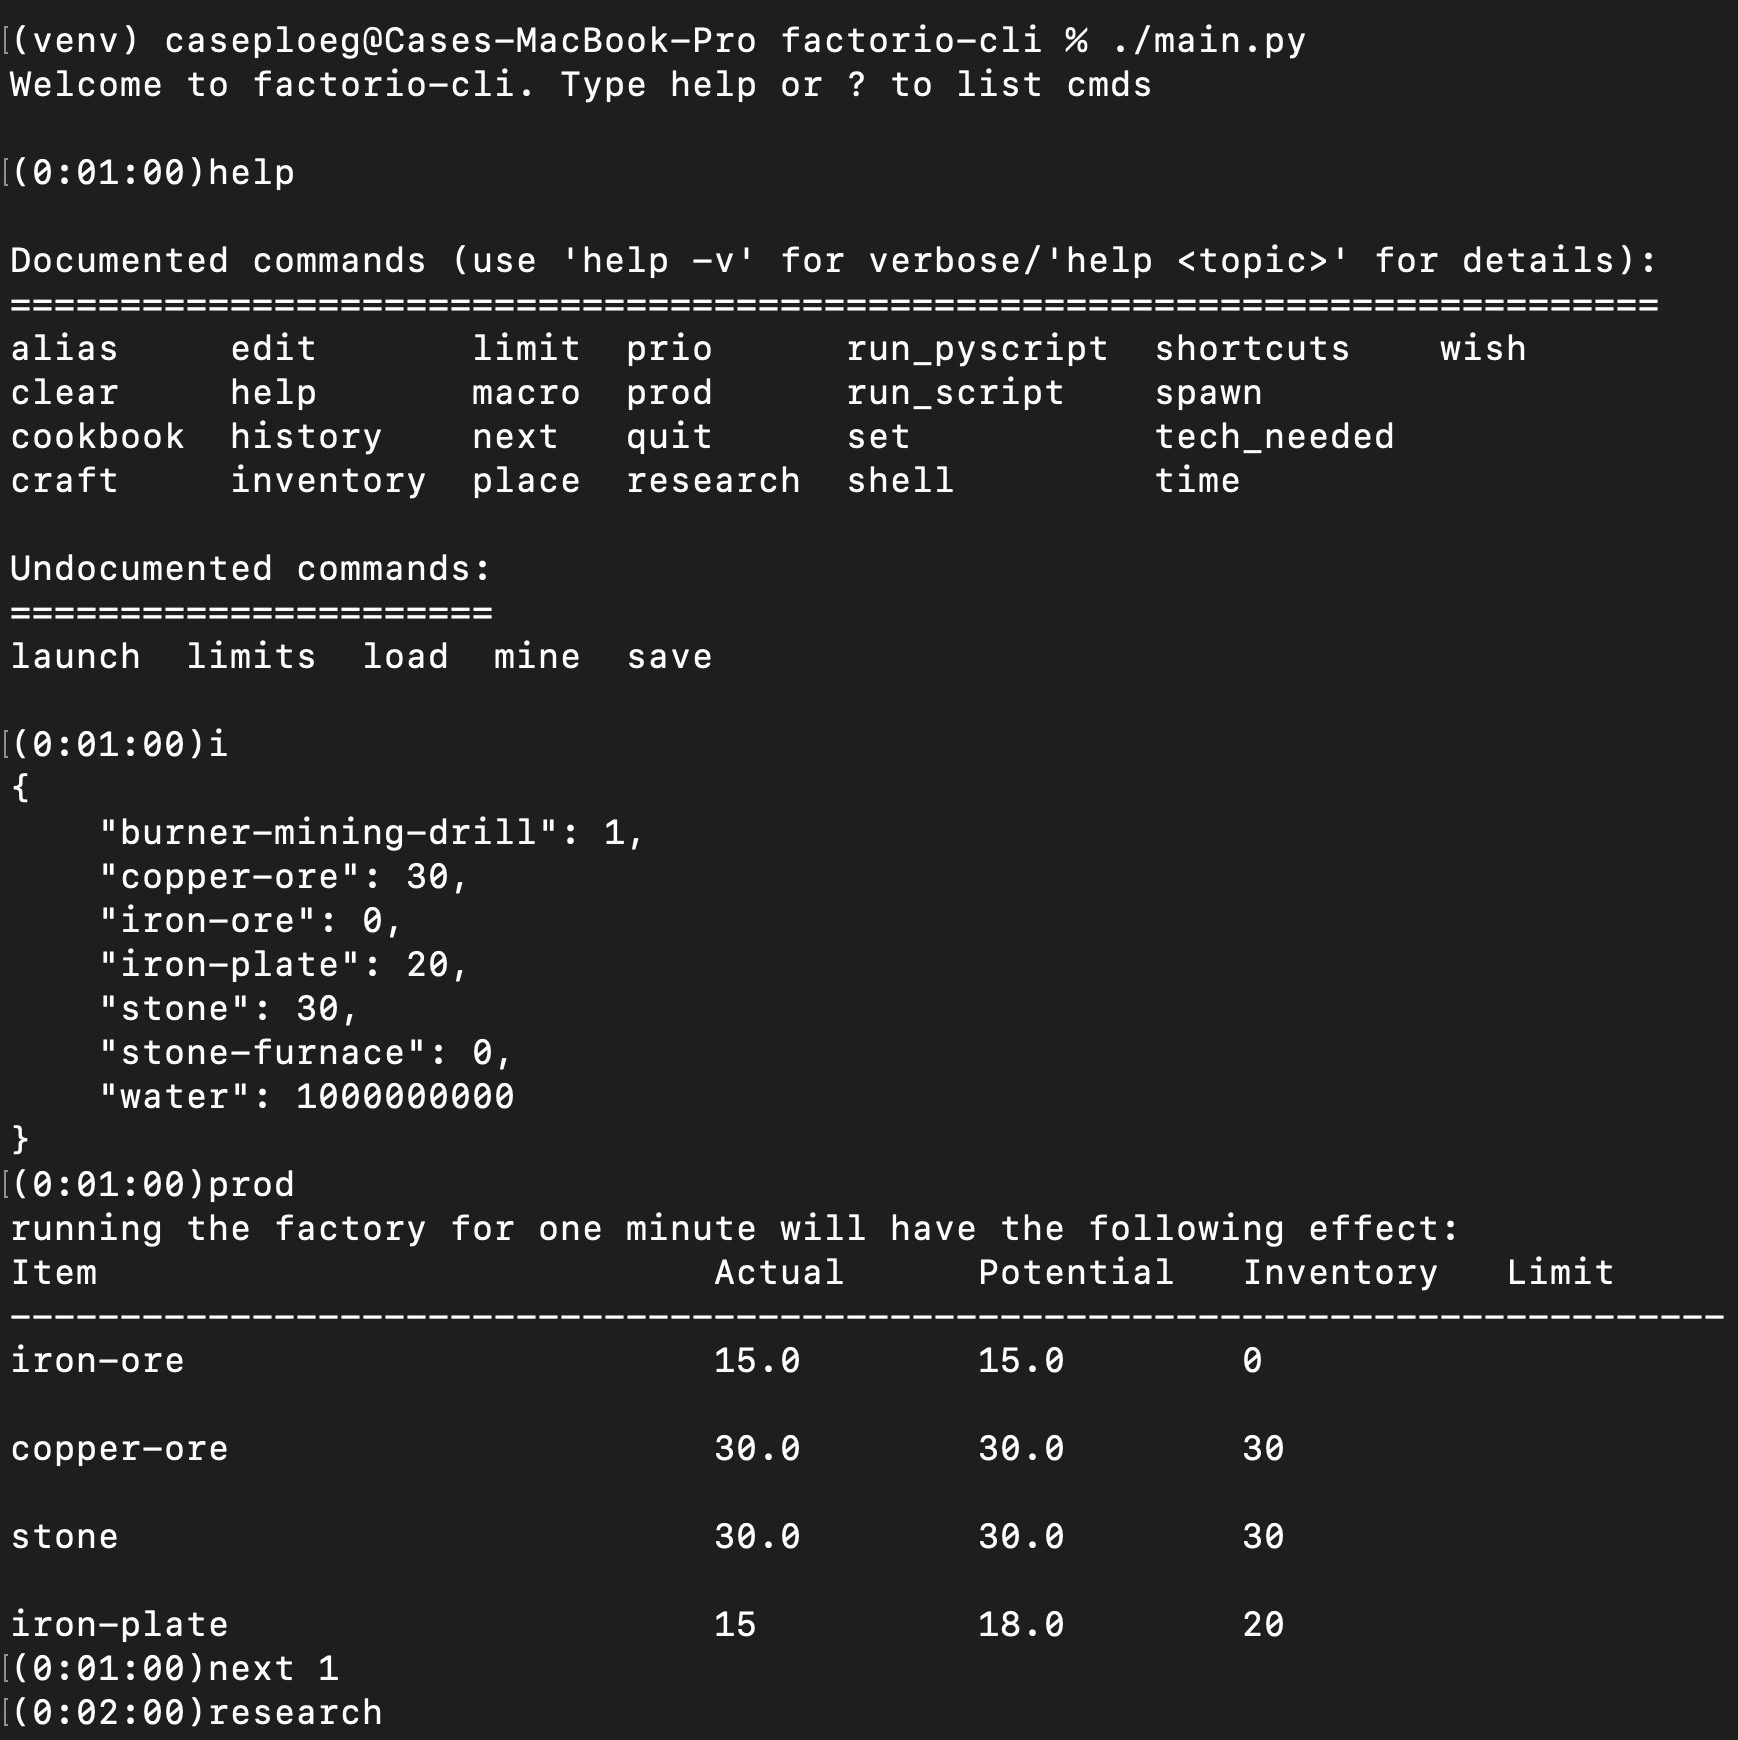 [(venv) caseploeg@Cases-MacBook-Pro factorio-cli % ./main.py
Welcome to factorio-cli. Type help or ? to list cmds
[(0:01:00)help
Documented commands (use 'help -v' for verbose/'help <topic>' for details):
===========================================================================
alias     edit       limit  prio      run_pyscript  shortcuts    wish
clear     help       macro  prod      run_script    spawn
cookbook  history    next   quit      set           tech_needed
craft     inventory  place  research  shell         time
Undocumented commands:
======================
launch  limits  load  mine  save
[(0:01:00)i
{
    "burner-mining-drill": 1,
    "copper-ore": 30,
    "iron-ore": 0,
    "iron-plate": 20,
    "stone": 30,
    "stone-furnace": 0,
    "water": 1000000000
}
[(0:01:00)prod
running the factory for one minute will have the following effect:
Item                            Actual      Potential   Inventory   Limit
------------------------------------------------------------------------------
iron-ore                        15.0        15.0        0
copper-ore                      30.0        30.0        30
stone                           30.0        30.0        30
iron-plate                      15          18.0        20
[(0:01:00)next 1
[(0:02:00)research